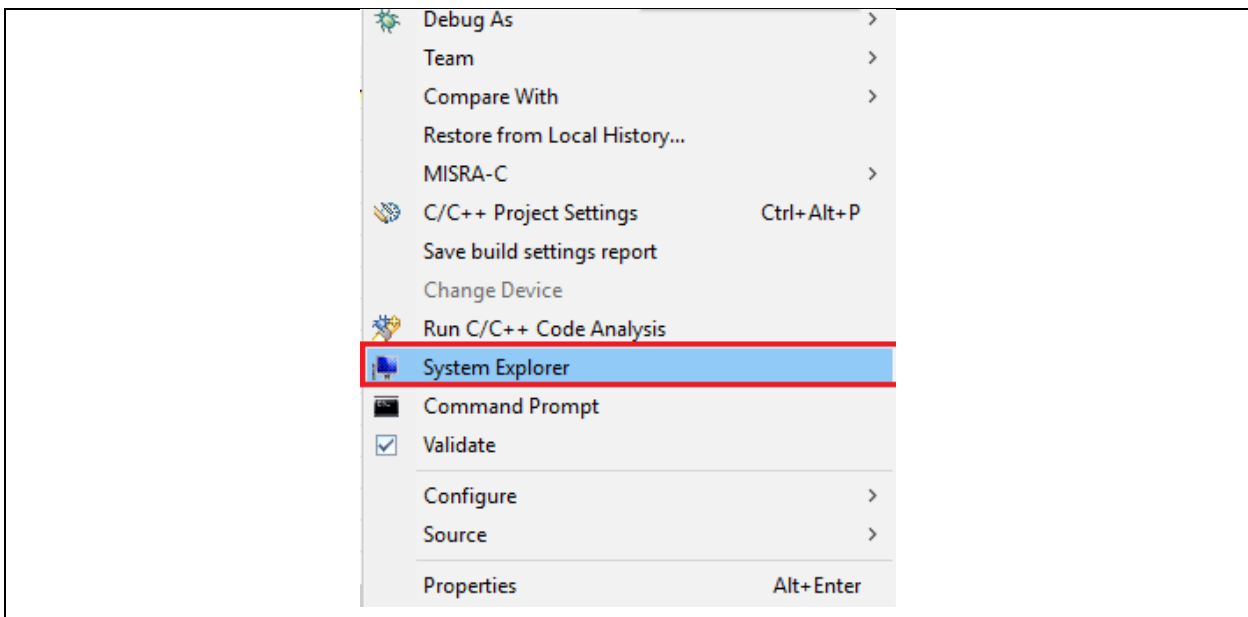 Debug As
Team
Compare With
Restore from Local History...
MISRA-C
C/C++ Project Settings Ctrl+Alt+P
Save build settings report
Change Device
Run C/C++ Code Analysis
System Explorer
Command Prompt
Validate
Configure
Source
Properties Alt+Enter